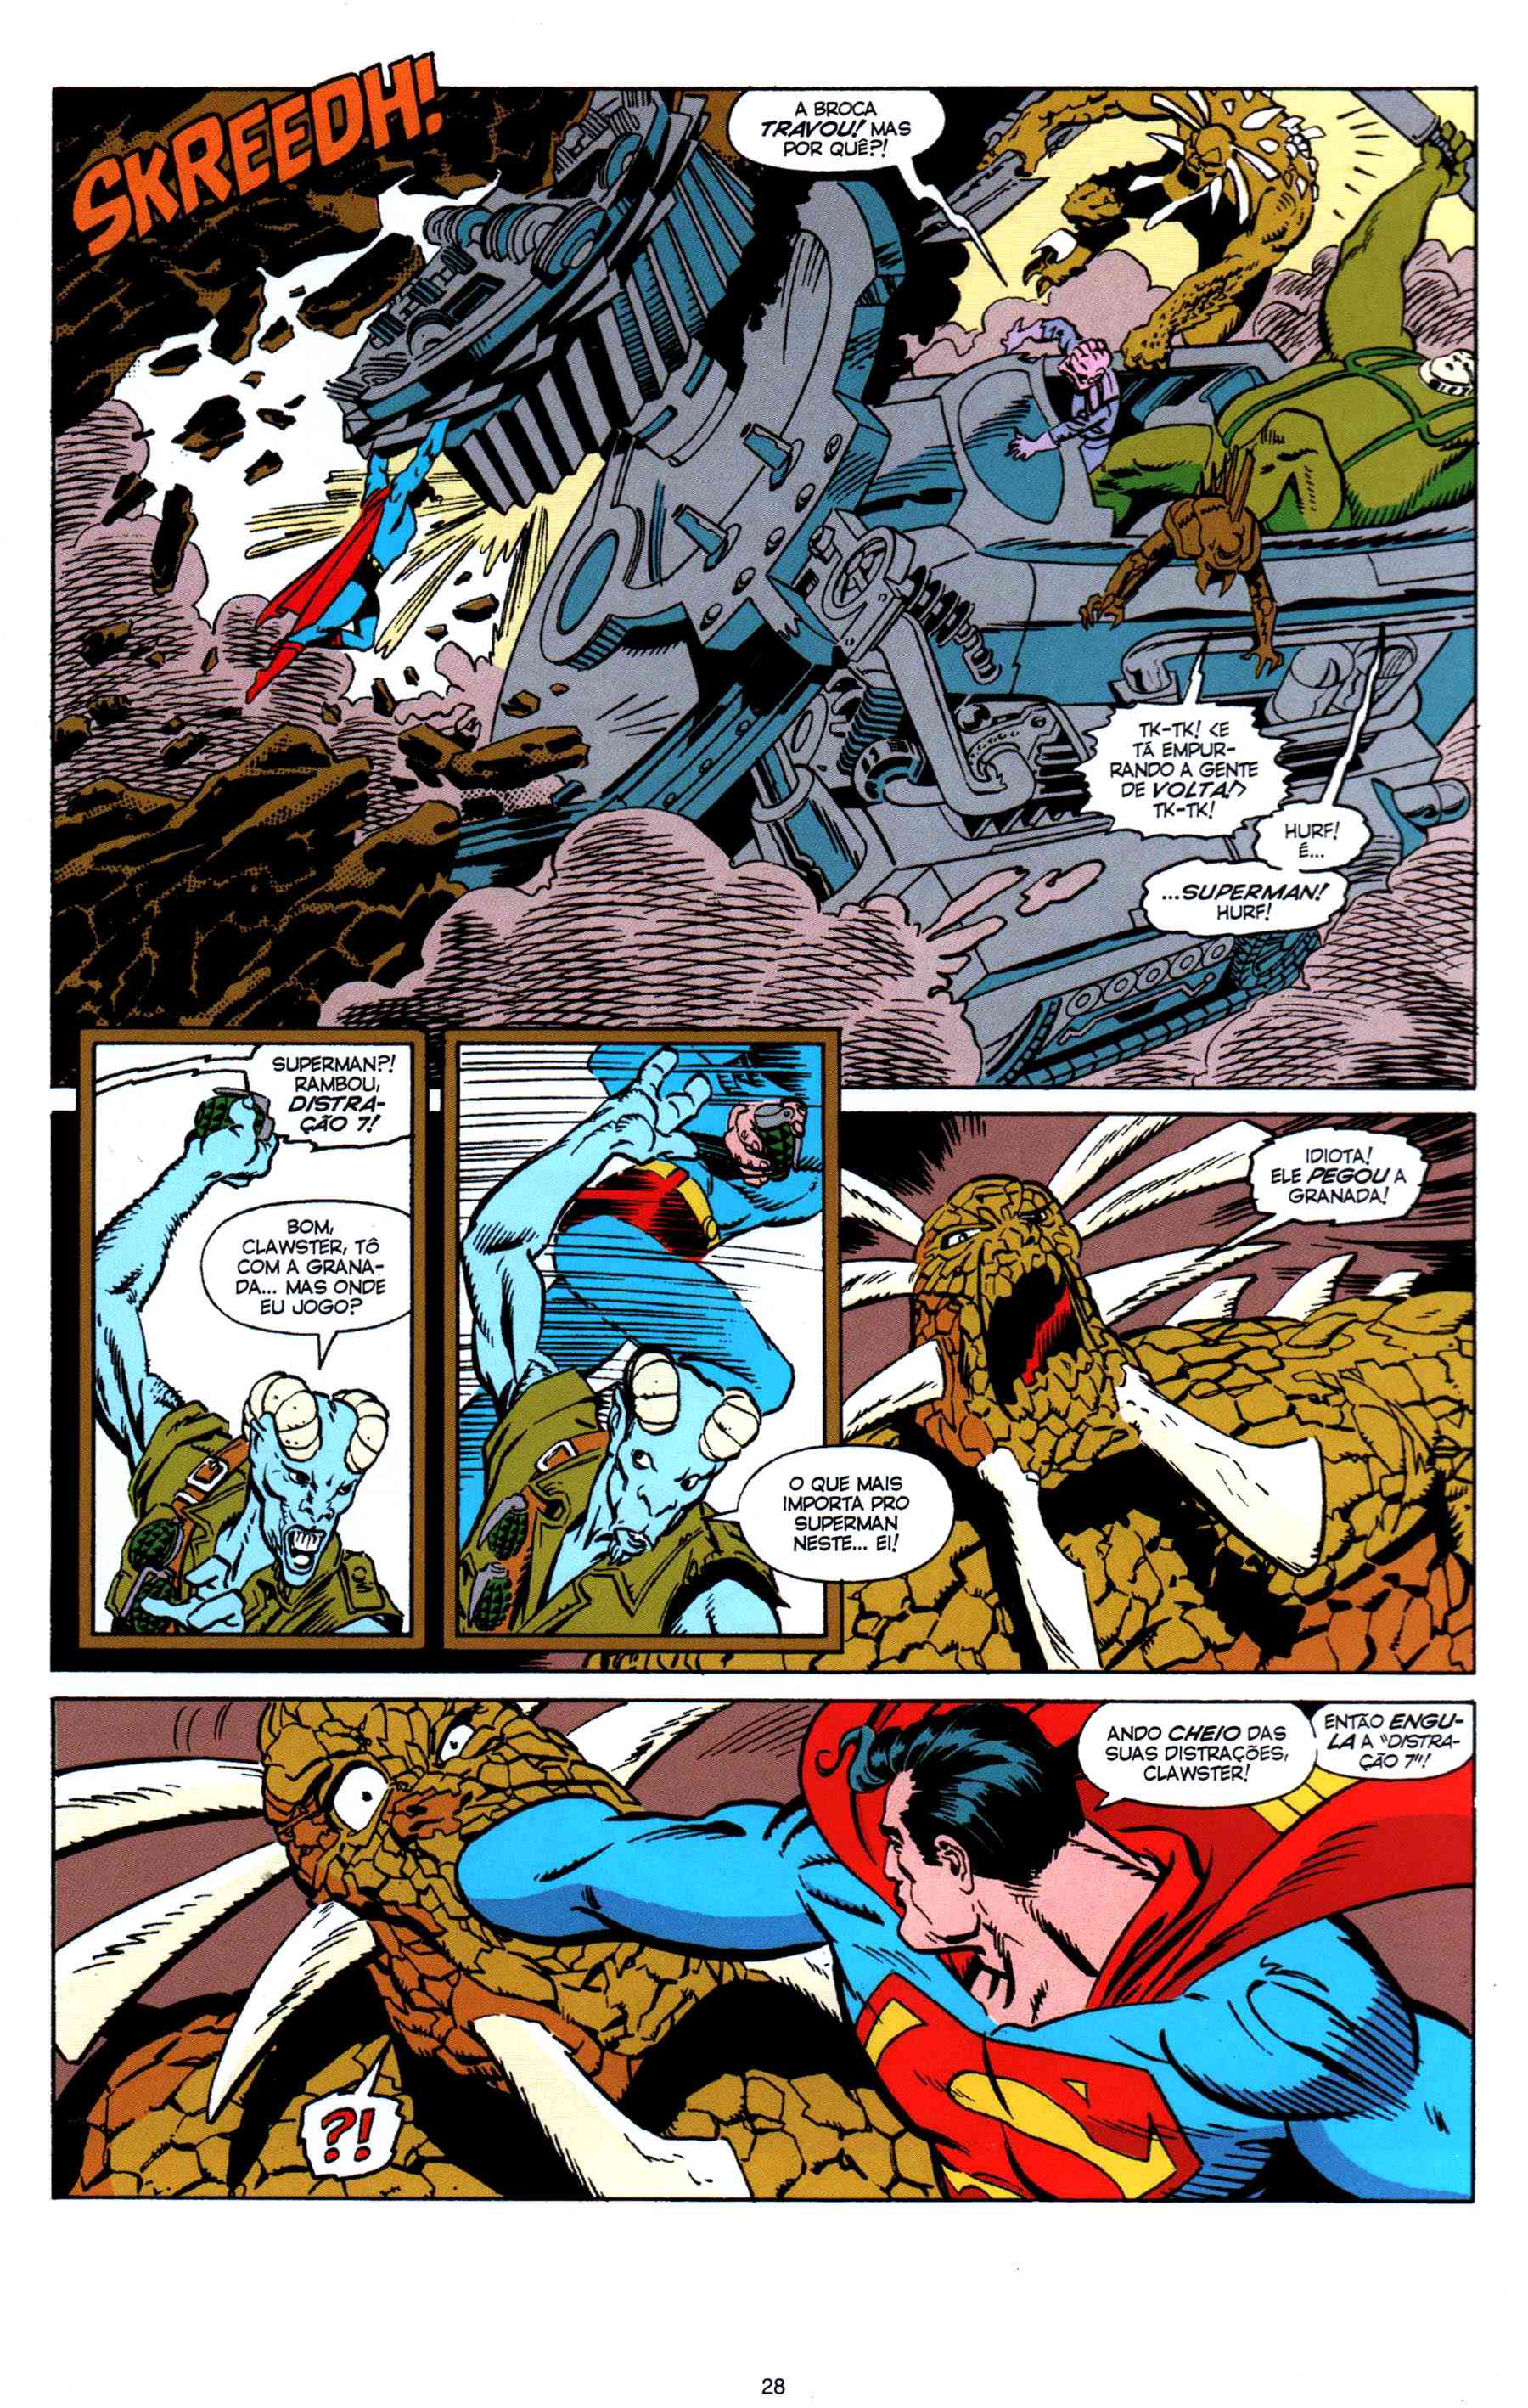 SKREEDH!
A BROCA
TRAVOU! MAS
POR QUÊ?!
TK-TK! <E
TÁ EMPUR-
RANDO A GENTE
DE VOLTA!>
TK-TK!
HURF!
É...
...SUPERMAN!
HURF!
SUPERMAN?!
RAMBOU,
DISTRA-
ÇÃO 7!
BOM,
CLAWSTER, TÔ
COM A GRANA-
DA... MAS ONDE
EU JOGO?
O QUE MAIS
IMPORTA PRO
SUPERMAN
NESTE... EI!
IDIOTA!
ELE PEGOU A
GRANADA!
ANDO CHEIO DAS
SUAS DISTRAÇÕES,
CLAWSTER!
ENTÃO ENGU-
LA A "DISTRA-
ÇÃO 7"!
?!
28